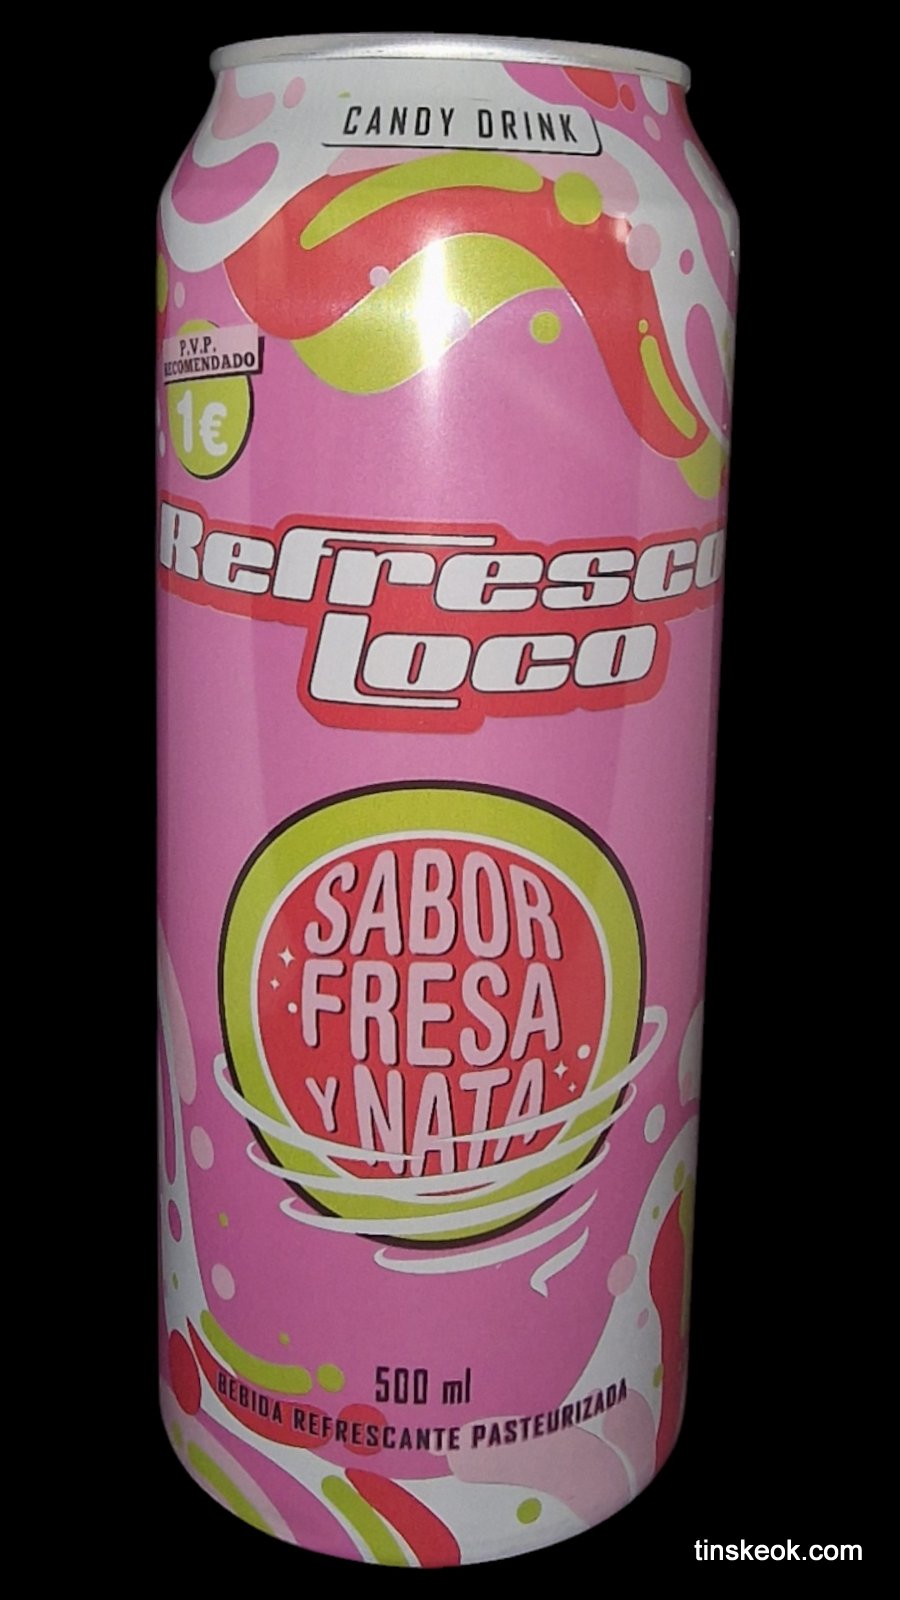 CANDY DRINK
P.V.P.
RECOMENDADO
1€
Refresco
Loco
SABOR
FRESA
Y NATA
500 ml
BEBIDA REFRESCANTE PASTEURIZADA
tinskeok.com